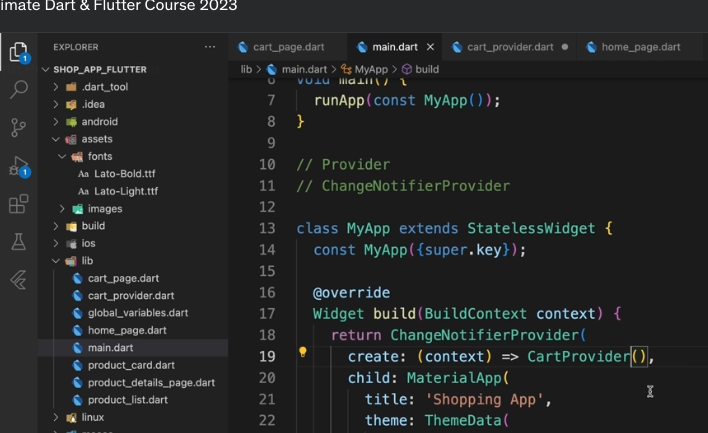 imate Dart & Flutter Course 2023
EXPLORER
SHOP_APP_FLUTTER
.dart_tool
.idea
android
assets
fonts
Aa Lato-Bold.ttf
Aa Lato-Light.ttf
images
build
ios
lib
cart_page.dart
cart_provider.dart
global_variables.dart
home_page.dart
main.dart
product_card.dart
product_details_page.dart
product_list.dart
linux
1
1
cart_page.dart main.dart cart_provider.dart home_page.dart
lib > main.dart > MyApp > build
6 void main() {
7 runApp(const MyApp());
8 }
9
10 // Provider
11 // ChangeNotifierProvider
12
13 class MyApp extends StatelessWidget {
14 const MyApp({super.key});
15
16 @override
17 Widget build(BuildContext context) {
18 return ChangeNotifierProvider(
19 create: (context) => CartProvider(),
20 child: MaterialApp(
21 title: 'Shopping App',
22 theme: ThemeData(